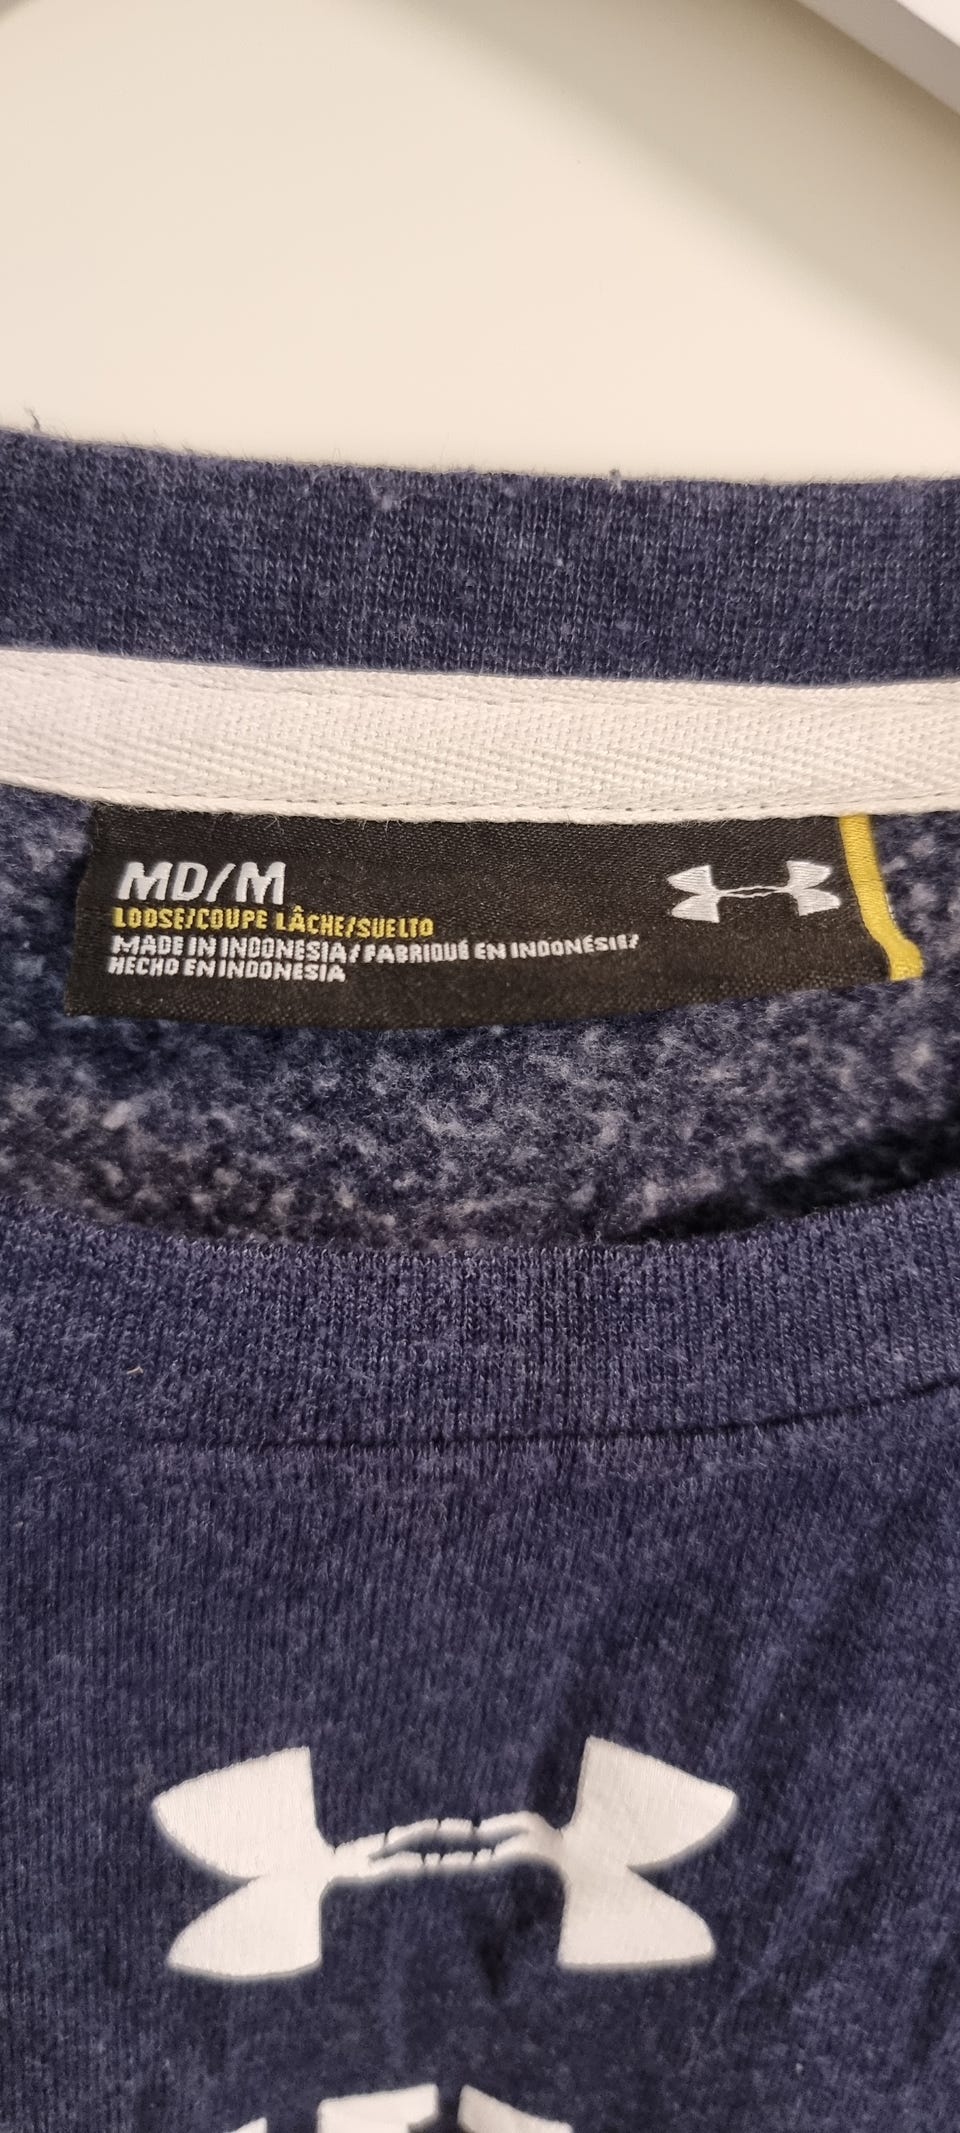 MD/M
LOOSE/COUPE LÂCHE/SUELTO
MADE IN INDONESIA/FABRIQUÉ EN INDONÉSIE/
HECHO EN INDONESIA